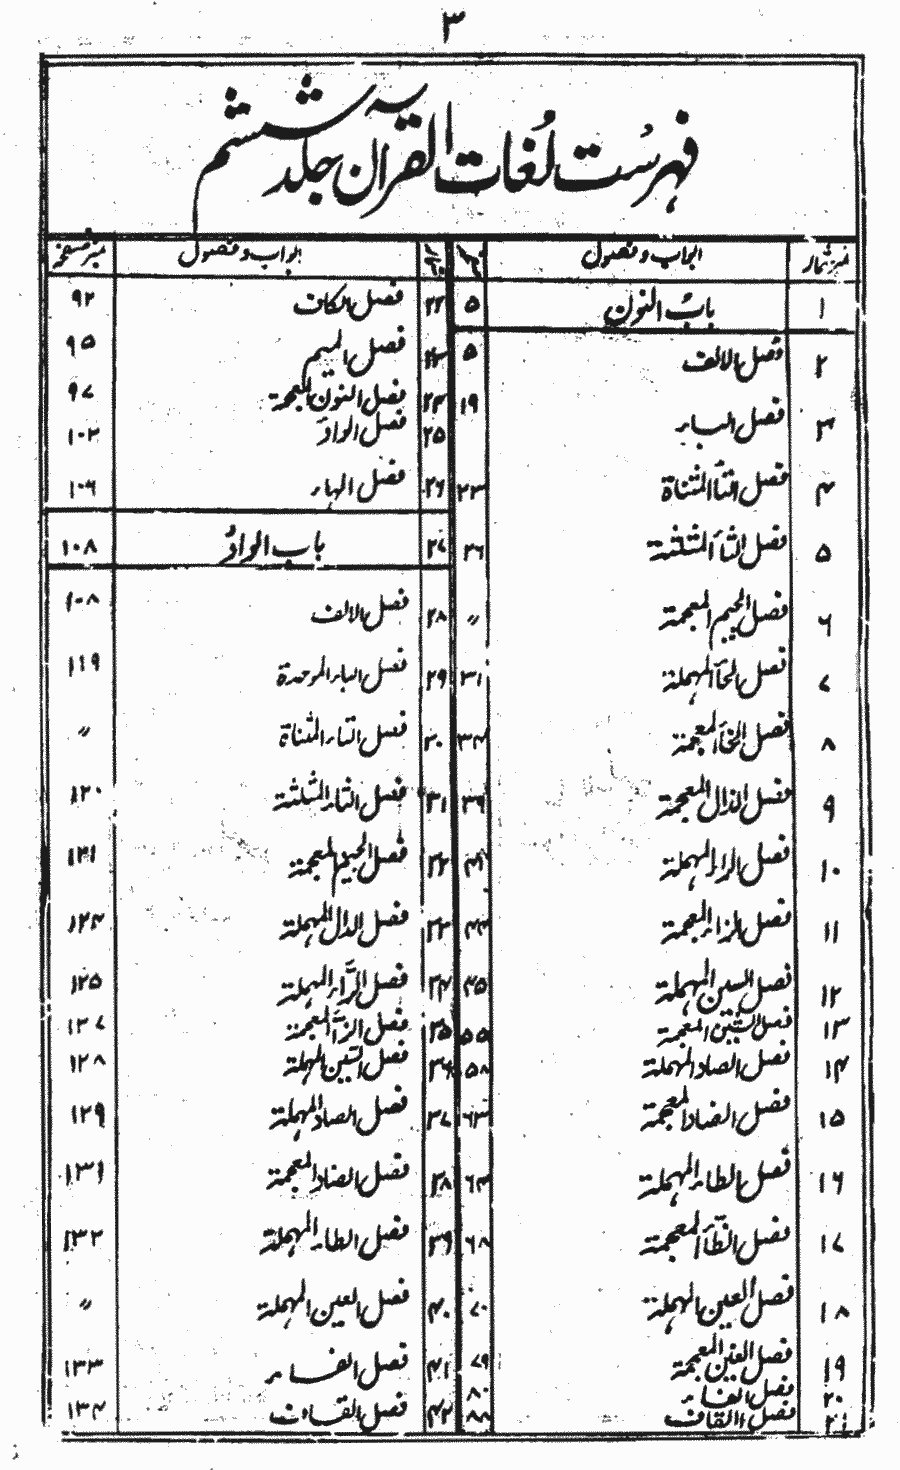 ۳
فہرست لغات القرآن جلد ششم
نمبر شمار ابواب و فصول صفحہ
۱ باب النون ۵
۲ فصل الالف ۵
۳ فصل الباء ۱۹
۴ فصل التاء المثناة ۲۳
۵ فصل الثاء المثلثة ۲۶
۶ فصل الجیم المعجمة 〃
۷ فصل الحاء المہملة ۳۱
۸ فصل الخاء المعجمة ۳۴
۹ فصل الذال المعجمة ۳۶
۱۰ فصل الراء المہملة ۴۱
۱۱ فصل الزاء المعجمة ۴۴
۱۲ فصل السین المہملة ۴۵
۱۳ فصل الشین المعجمة ۵۵
۱۴ فصل الصاد المہملة ۵۸
۱۵ فصل الضاد المعجمة ۶۳
۱۶ فصل الطاء المہملة ۶۴
۱۷ فصل الظاء المعجمة ۶۸
۱۸ فصل العین المہملة ۷۰
۱۹ فصل الغین المعجمة ۷۹
۲۰ فصل الفاء ۸۰
۲۱ فصل القاف ۸۸
ابواب و فصول نمبر صفحہ
۲۲ فصل الکاف ۹۲
۲۳ فصل المیم ۹۵
۲۴ فصل النون المعجمة ۹۷
۲۵ فصل الواو ۱۰۲
۲۶ فصل الہاء ۱۰۶
۲۷ باب الواو ۱۰۸
۲۸ فصل الالف ۱۰۸
۲۹ فصل الباء الموحدة ۱۱۹
۳۰ فصل التاء المثناة 〃
۳۱ فصل الثاء المثلثة ۱۲۰
۳۲ فصل الجیم المعجمة ۱۲۱
۳۳ فصل الدال المہملة ۱۲۴
۳۴ فصل الراء المہملة ۱۲۵
۳۵ فصل الزاء المعجمة ۱۲۷
۳۶ فصل السین المہملة ۱۲۸
۳۷ فصل الصاد المہملة ۱۲۹
۳۸ فصل الضاد المعجمة ۱۳۱
۳۹ فصل الطاء المہملة ۱۳۲
۴۰ فصل العین المہملة 〃
۴۱ فصل الفاء ۱۳۳
۴۲ فصل القاف ۱۳۴